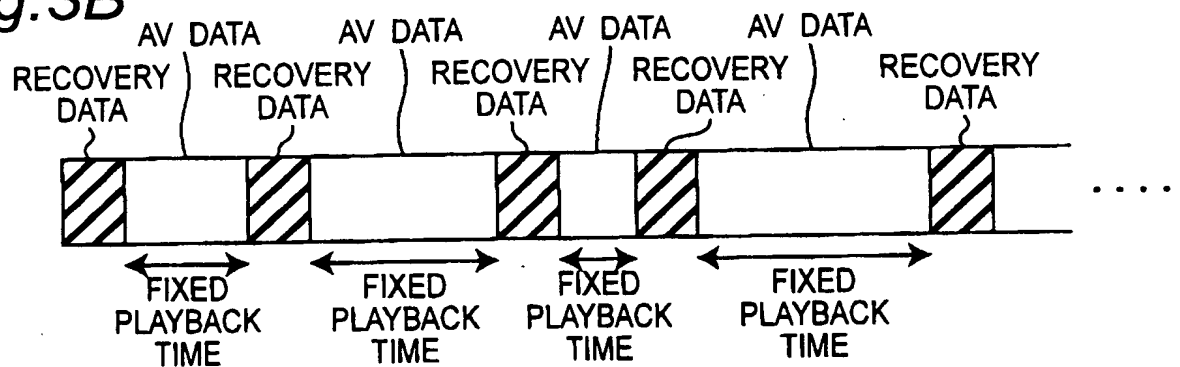 g.3B
AV DATA AV DATA AV DATA AV DATA
RECOVERY DATA RECOVERY DATA RECOVERY DATA RECOVERY DATA RECOVERY DATA
....
FIXED PLAYBACK TIME FIXED PLAYBACK TIME FIXED PLAYBACK TIME FIXED PLAYBACK TIME